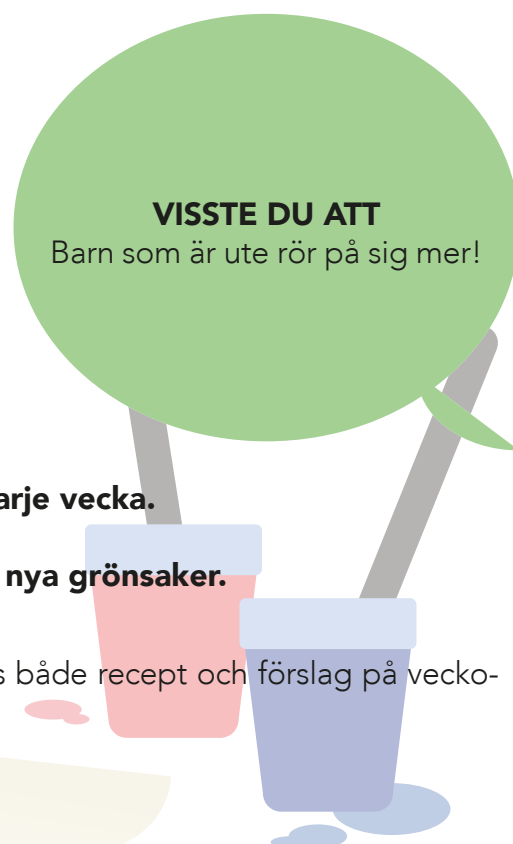 VISSTE DU ATT
Barn som är ute rör på sig mer!
vecka.
nya grönsaker.
både recept och förslag på vecko-